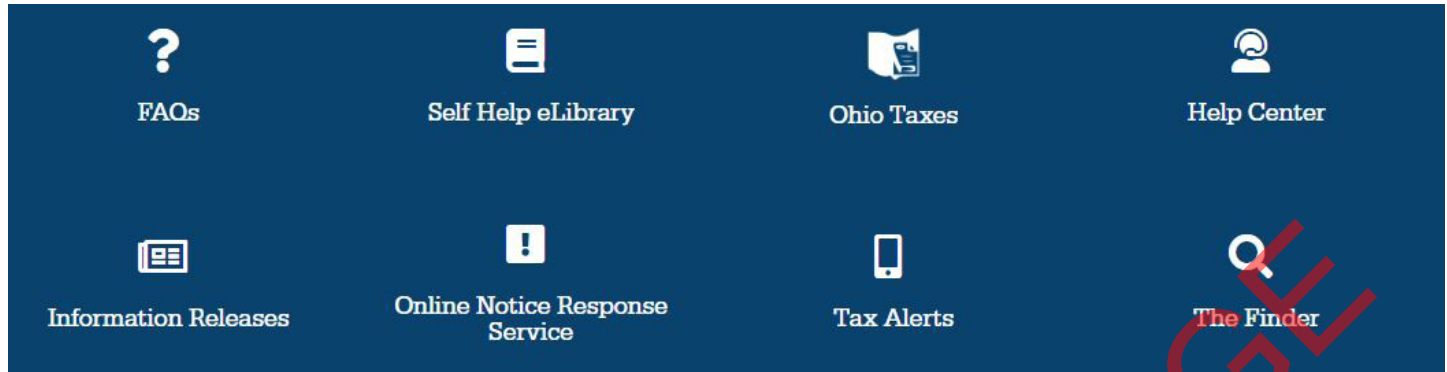 FAQs
Self Help eLibrary
Ohio Taxes
Help Center
Information Releases
Online Notice Response
Service
Tax Alerts
The Finder